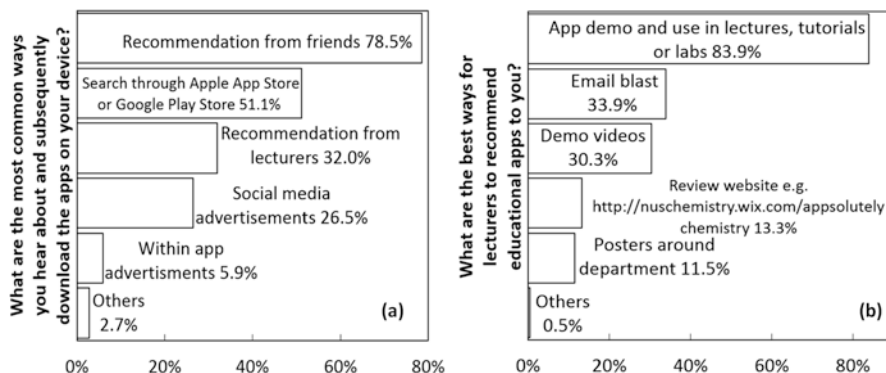 What are the most common ways
you hear about and subsequently
download the apps on your device?
Recommendation from friends 78.5%
Search through Apple App Store
or Google Play Store 51.1%
Recommendation from
lecturers 32.0%
Social media
advertisements 26.5%
Within app
advertisments 5.9%
Others
2.7%
(a)
0%
20%
40%
60%
80%
What are the best ways for
lecturers to recommend
educational apps to you?
App demo and use in lectures, tutorials
or labs 83.9%
Email blast
33.9%
Demo videos
30.3%
Review website e.g.
http://nuschemistry.wix.com/appsolutely
chemistry 13.3%
Posters around
department 11.5%
Others
0.5%
(b)
0%
20%
40%
60%
80%